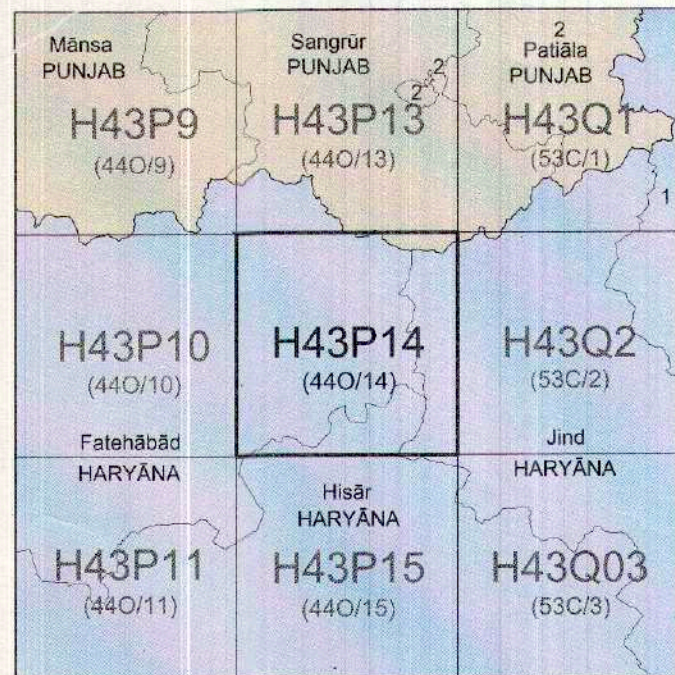 Mānsa
PUNJAB
Sangrūr
PUNJAB
2
Patiāla
PUNJAB
2
2
H43P9
(44O/9)
H43P13
(44O/13)
H43Q1
(53C/1)
1
H43P10
(44O/10)
H43P14
(44O/14)
H43Q2
(53C/2)
Fatehābād
HARYĀNA
Jind
HARYĀNA
Hisār
HARYĀNA
H43P11
(44O/11)
H43P15
(44O/15)
H43Q03
(53C/3)